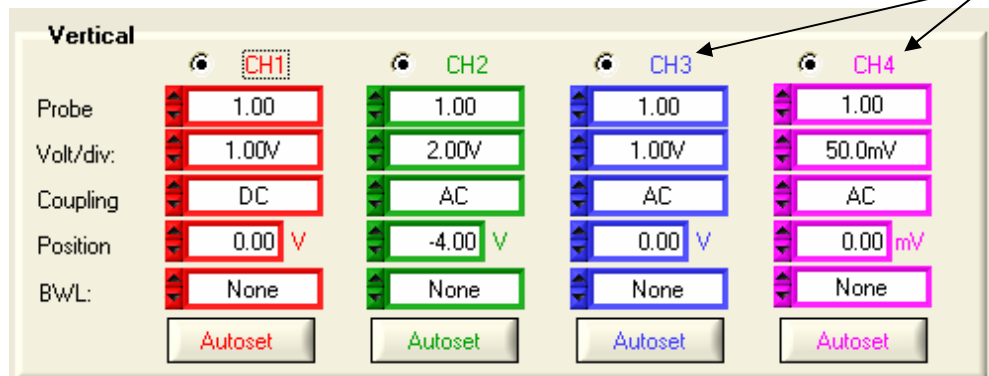 Vertical
CH1 CH2 CH3 CH4
Probe 1.00 1.00 1.00 1.00
Volt/div: 1.00V 2.00V 1.00V 50.0mV
Coupling DC AC AC AC
Position 0.00 V -4.00 V 0.00 V 0.00 mV
BWL: None None None None
Autoset Autoset Autoset Autoset